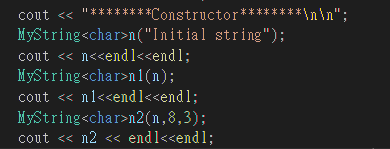 cout << "********Constructor********\n\n";
MyString<char>n("Initial string");
cout << n<<endl<<endl;
MyString<char>n1(n);
cout << n1<<endl<<endl;
MyString<char>n2(n,8,3);
cout << n2 << endl<<endl;